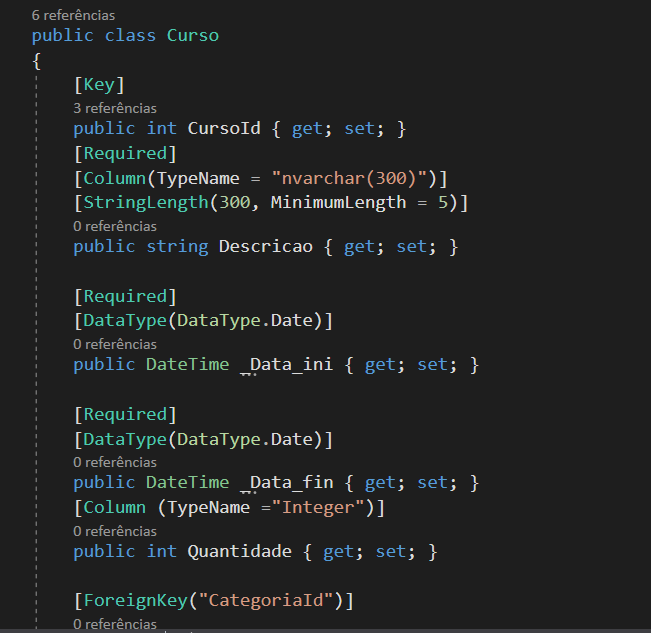 6 referências
public class Curso
{
[Key]
3 referências
public int CursoId { get; set; }
[Required]
[Column(TypeName = "nvarchar(300)")]
[StringLength(300, MinimumLength = 5)]
0 referências
public string Descricao { get; set; }
[Required]
[DataType(DataType.Date)]
0 referências
public DateTime _Data_ini { get; set; }
[Required]
[DataType(DataType.Date)]
0 referências
public DateTime _Data_fin { get; set; }
[Column (TypeName ="Integer")]
0 referências
public int Quantidade { get; set; }
[ForeignKey("CategoriaId")]
0 referências